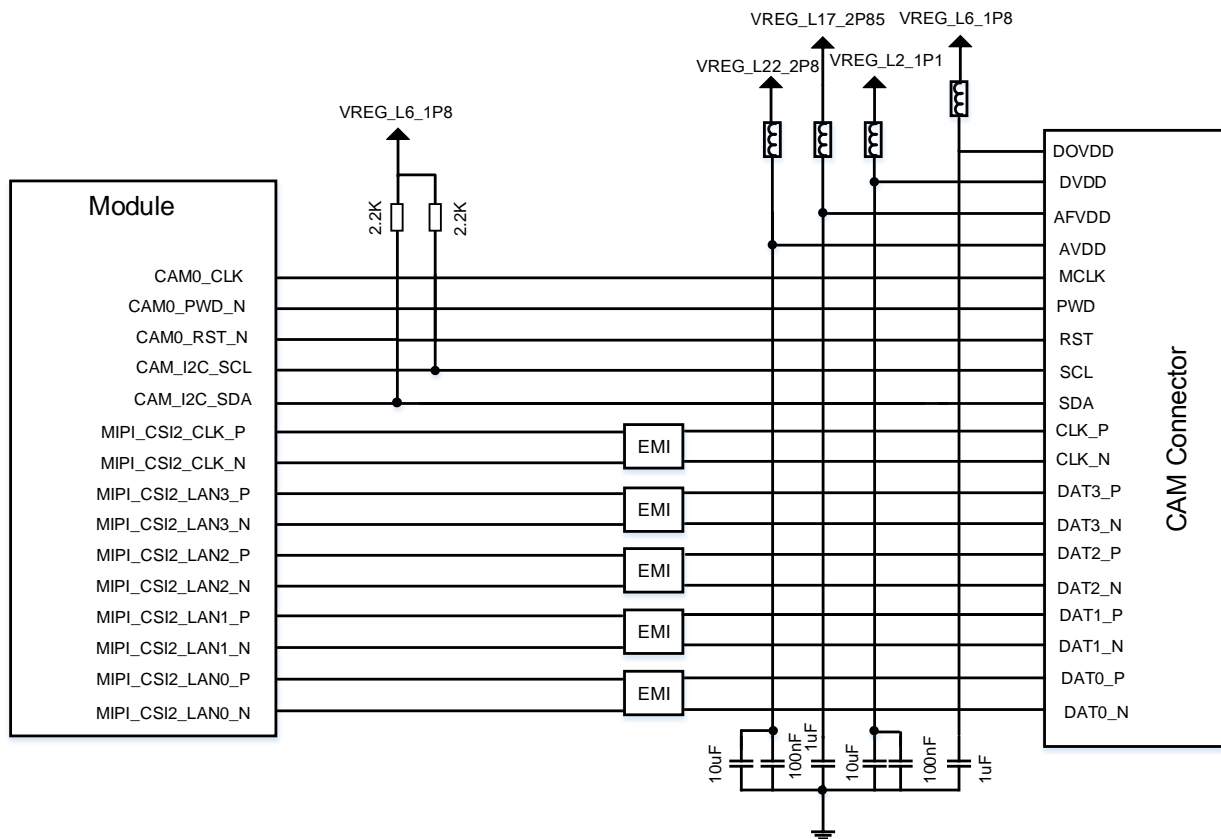 VREG_L17_2P85
VREG_L6_1P8
VREG_L22_2P8
VREG_L2_1P1
VREG_L6_1P8
2.2K
2.2K
Module
CAM0_CLK
CAM0_PWD_N
CAM0_RST_N
CAM_I2C_SCL
CAM_I2C_SDA
MIPI_CSI2_CLK_P
MIPI_CSI2_CLK_N
MIPI_CSI2_LAN3_P
MIPI_CSI2_LAN3_N
MIPI_CSI2_LAN2_P
MIPI_CSI2_LAN2_N
MIPI_CSI2_LAN1_P
MIPI_CSI2_LAN1_N
MIPI_CSI2_LAN0_P
MIPI_CSI2_LAN0_N
EMI
EMI
EMI
EMI
EMI
DOVDD
DVDD
AFVDD
AVDD
MCLK
PWD
RST
SCL
SDA
CLK_P
CLK_N
DAT3_P
DAT3_N
DAT2_P
DAT2_N
DAT1_P
DAT1_N
DAT0_P
DAT0_N
CAM Connector
10uF
100nF
1uF
10uF
100nF
1uF